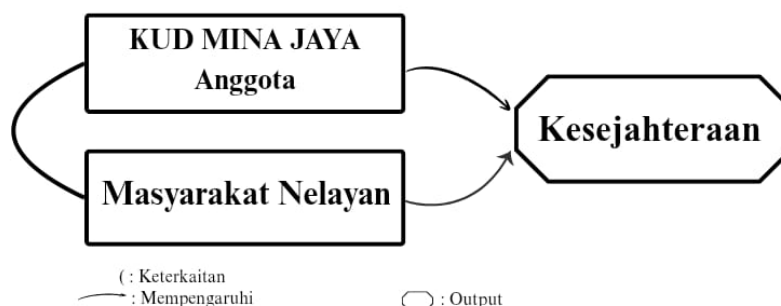 KUD MINA JAYA
Anggota
Kesejahteraan
Masyarakat Nelayan
( : Keterkaitan
: Mempengaruhi
: Output